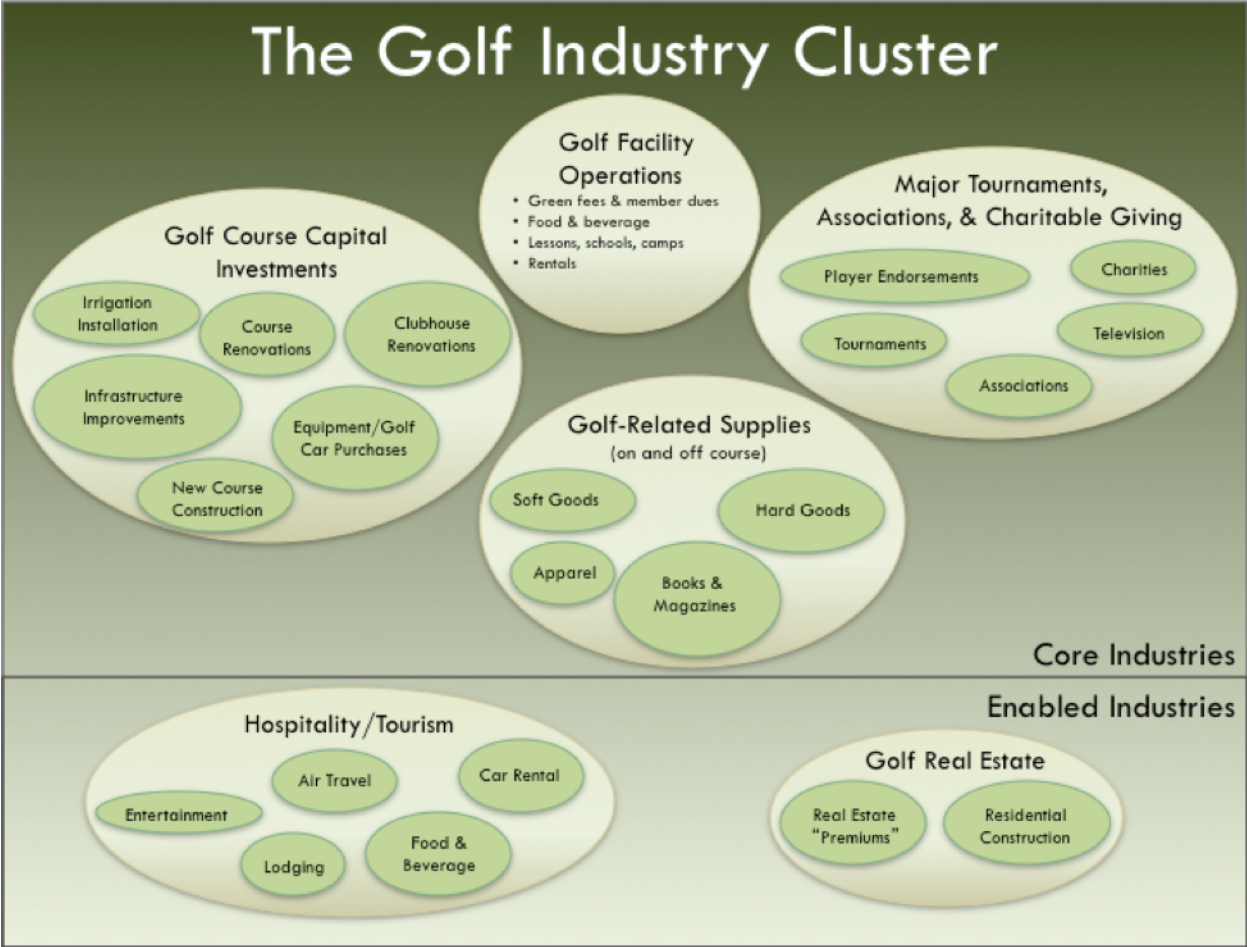 The Golf Industry Cluster
Golf Facility
Operations
• Green fees & member dues
• Food & beverage
• Lessons, schools, camps
• Rentals
Major Tournaments,
Associations, & Charitable Giving
Player Endorsements
Charities
Tournaments
Television
Associations
Golf Course Capital
Investments
Irrigation
Installation
Course
Renovations
Clubhouse
Renovations
Infrastructure
Improvements
Equipment/Golf
Car Purchases
New Course
Construction
Golf-Related Supplies
(on and off course)
Soft Goods
Hard Goods
Apparel
Books &
Magazines
Core Industries
Enabled Industries
Hospitality/Tourism
Air Travel
Car Rental
Entertainment
Lodging
Food &
Beverage
Golf Real Estate
Real Estate
“Premiums”
Residential
Construction